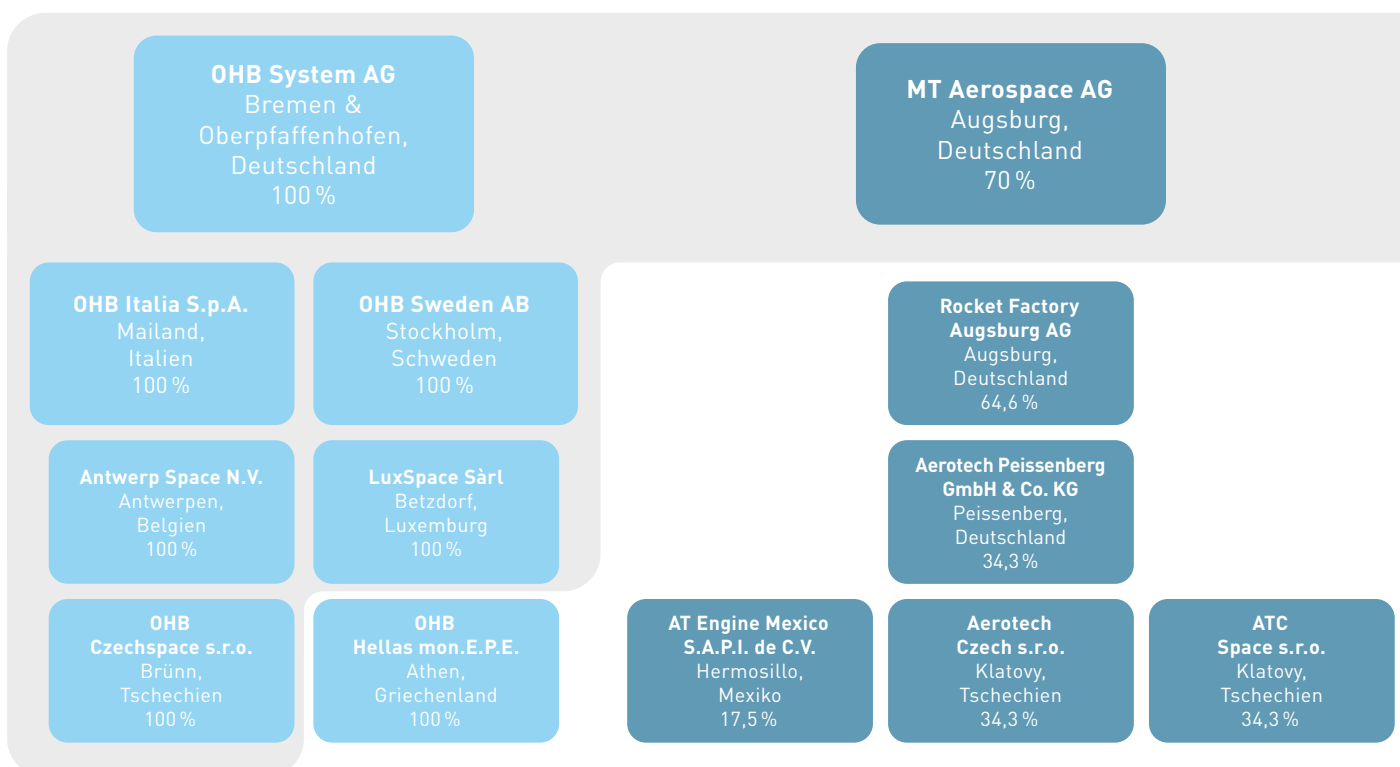 OHB System AG
Bremen &
Oberpfaffenhofen,
Deutschland
100 %
MT Aerospace AG
Augsburg,
Deutschland
70 %
OHB Italia S.p.A.
Mailand,
Italien
100 %
OHB Sweden AB
Stockholm,
Schweden
100 %
Rocket Factory
Augsburg AG
Augsburg,
Deutschland
64,6 %
Antwerp Space N.V.
Antwerpen,
Belgien
100 %
LuxSpace Sàrl
Betzdorf,
Luxemburg
100 %
Aerotech Peissenberg
GmbH & Co. KG
Peissenberg,
Deutschland
34,3 %
OHB
Czechspace s.r.o.
Brünn,
Tschechien
100 %
OHB
Hellas mon.E.P.E.
Athen,
Griechenland
100 %
AT Engine Mexico
S.A.P.I. de C.V.
Hermosillo,
Mexiko
17,5 %
Aerotech
Czech s.r.o.
Klatovy,
Tschechien
34,3 %
ATC
Space s.r.o.
Klatovy,
Tschechien
34,3 %